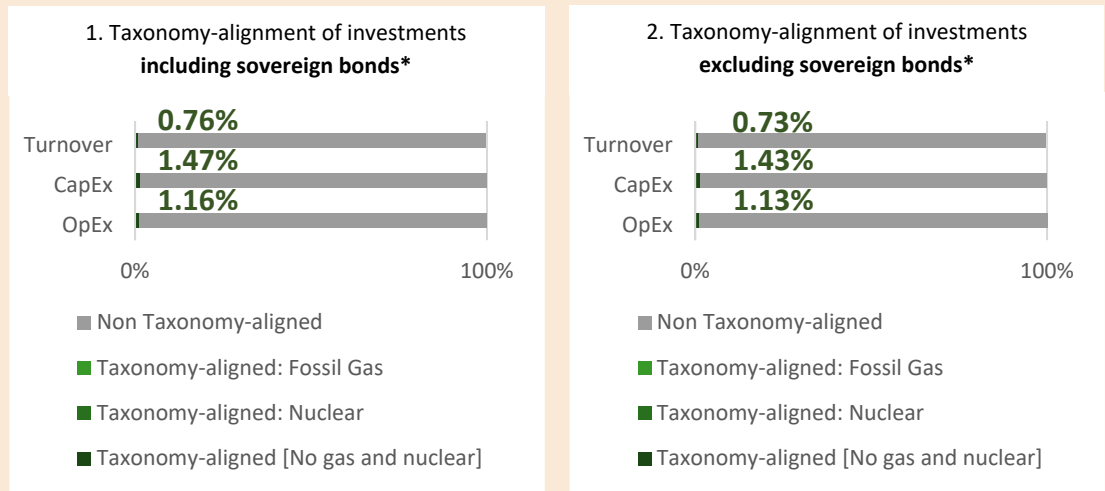 1. Taxonomy-alignment of investments
including sovereign bonds*
0.76%
Turnover
1.47%
CapEx
1.16%
OpEx
0%
100%
Non Taxonomy-aligned
Taxonomy-aligned: Fossil Gas
Taxonomy-aligned: Nuclear
Taxonomy-aligned [No gas and nuclear]
2. Taxonomy-alignment of investments
excluding sovereign bonds*
0.73%
Turnover
1.43%
CapEx
1.13%
OpEx
0%
100%
Non Taxonomy-aligned
Taxonomy-aligned: Fossil Gas
Taxonomy-aligned: Nuclear
Taxonomy-aligned [No gas and nuclear]